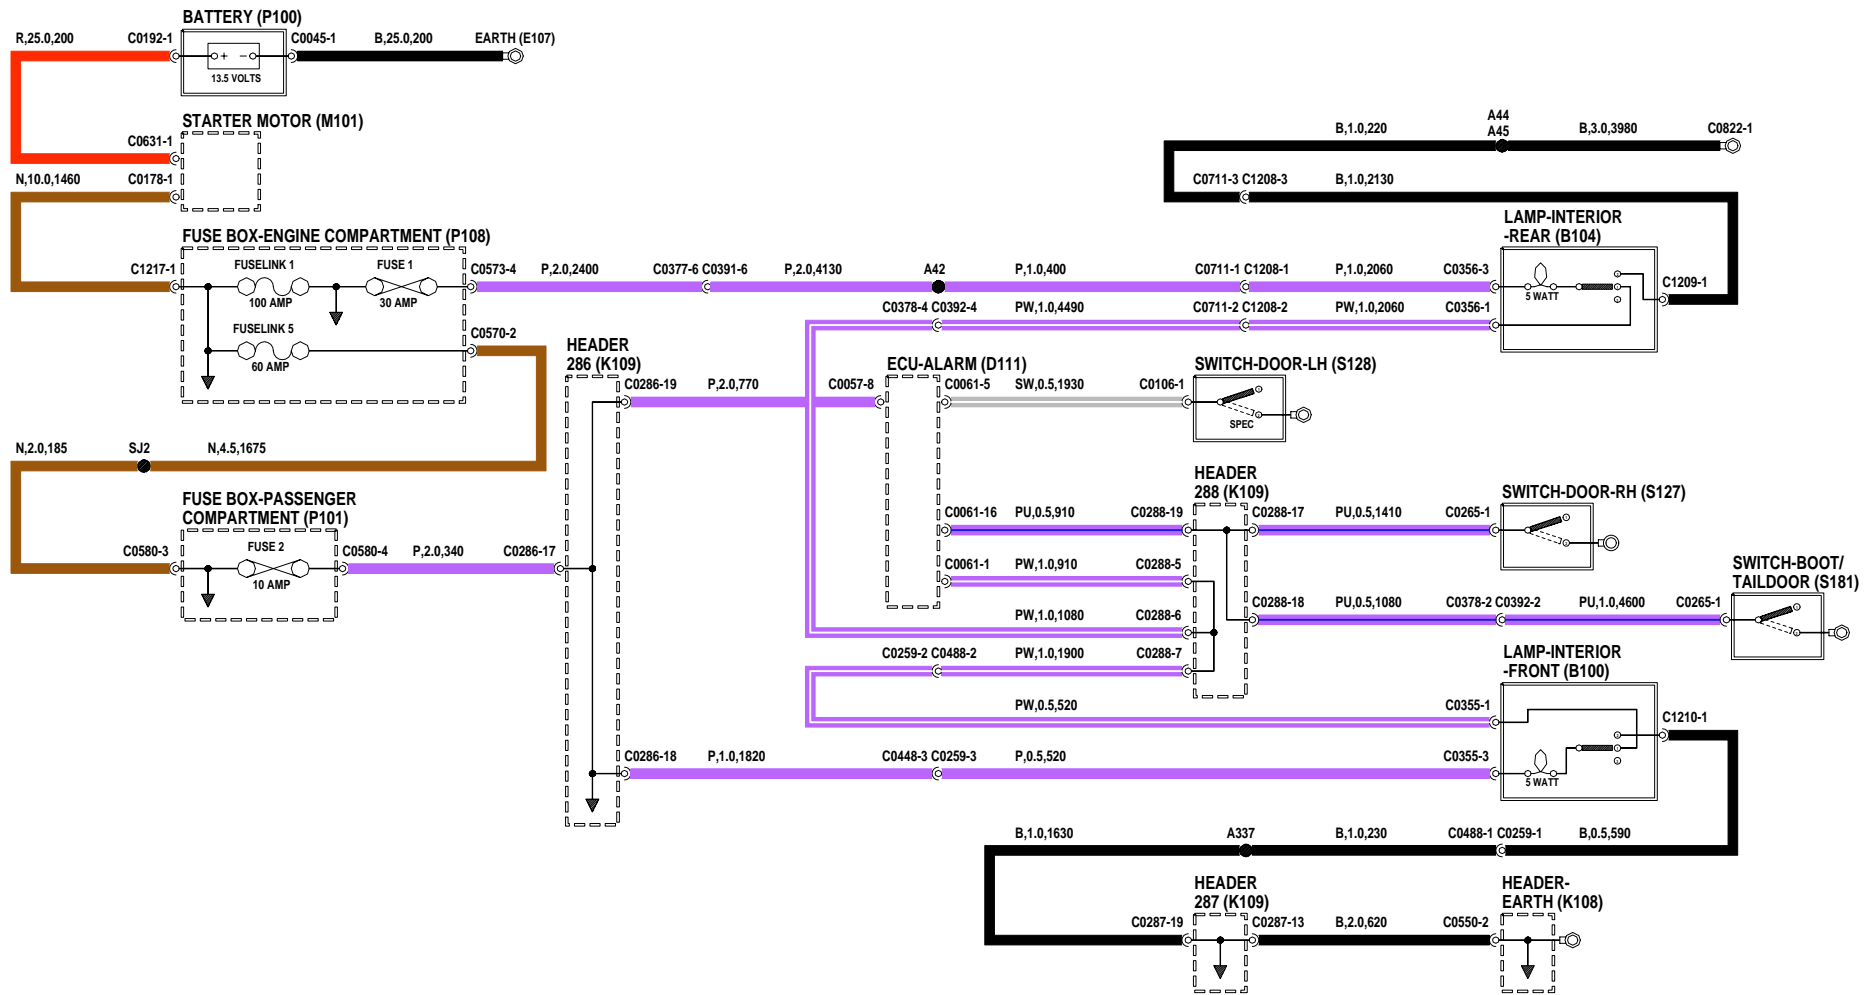 BATTERY (P100)
R,25.0,200
C0192-1
C0045-1
B,25.0,200
EARTH (E107)
+ −
13.5 VOLTS
STARTER MOTOR (M101)
C0631-1
N,10.0,1460
C0178-1
A44
A45
B,1.0,220
B,3.0,3980
C0822-1
C0711-3 C1208-3
B,1.0,2130
LAMP-INTERIOR
-REAR (B104)
FUSE BOX-ENGINE COMPARTMENT (P108)
C1217-1
FUSELINK 1
100 AMP
FUSE 1
30 AMP
C0573-4
P,2.0,2400
C0377-6 C0391-6
P,2.0,4130
A42
P,1.0,400
C0711-1 C1208-1
P,1.0,2060
C0356-3
5 WATT
C1209-1
C0378-4 C0392-4
PW,1.0,4490
C0711-2 C1208-2
PW,1.0,2060
C0356-1
FUSELINK 5
60 AMP
C0570-2
HEADER
286 (K109)
ECU-ALARM (D111)
SWITCH-DOOR-LH (S128)
C0286-19
P,2.0,770
C0057-8
C0061-5
SW,0.5,1930
C0106-1
SPEC
N,2.0,185
SJ2
N,4.5,1675
HEADER
288 (K109)
SWITCH-DOOR-RH (S127)
FUSE BOX-PASSENGER
COMPARTMENT (P101)
C0061-16
PU,0.5,910
C0288-19
C0288-17
PU,0.5,1410
C0265-1
C0580-3
FUSE 2
10 AMP
C0580-4
P,2.0,340
C0286-17
C0061-1
PW,1.0,910
C0288-5
SWITCH-BOOT/
TAILDOOR (S181)
PW,1.0,1080
C0288-6
C0288-18
PU,0.5,1080
C0378-2 C0392-2
PU,1.0,4600
C0265-1
C0259-2 C0488-2
PW,1.0,1900
C0288-7
LAMP-INTERIOR
-FRONT (B100)
PW,0.5,520
C0355-1
C1210-1
C0286-18
P,1.0,1820
C0448-3 C0259-3
P,0.5,520
C0355-3
5 WATT
B,1.0,1630
A337
B,1.0,230
C0488-1 C0259-1
B,0.5,590
HEADER
287 (K109)
HEADER-
EARTH (K108)
C0287-19
C0287-13
B,2.0,620
C0550-2